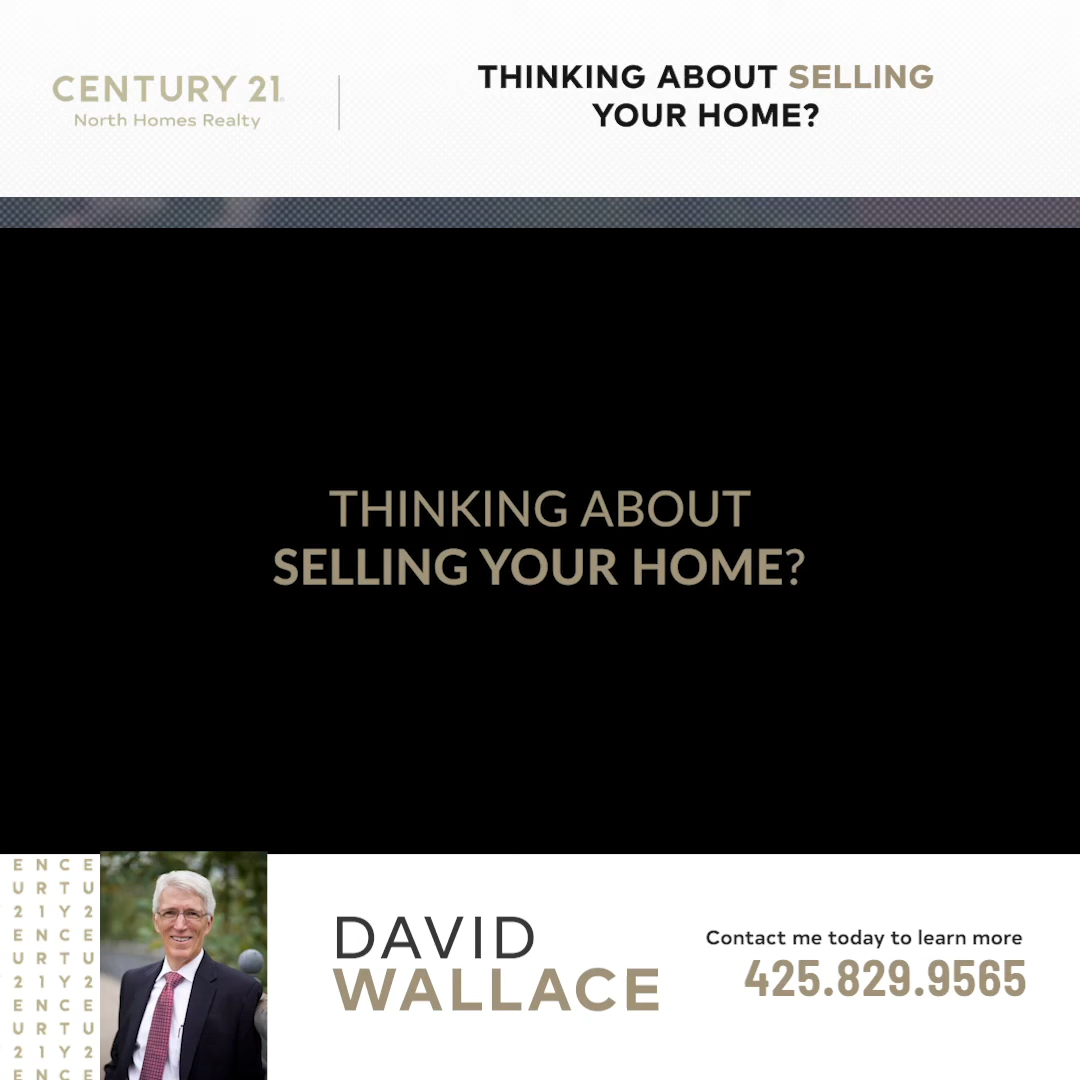 CENTURY 21
North Homes Realty
THINKING ABOUT SELLING
YOUR HOME?
THINKING ABOUT
SELLING YOUR HOME?
E N C E
U R T U
2 1 Y 2
E N C E
U R T U
2 1 Y 2
E N C E
U R T U
2 1 Y 2
E N C E
DAVID
WALLACE
Contact me today to learn more
425.829.9565